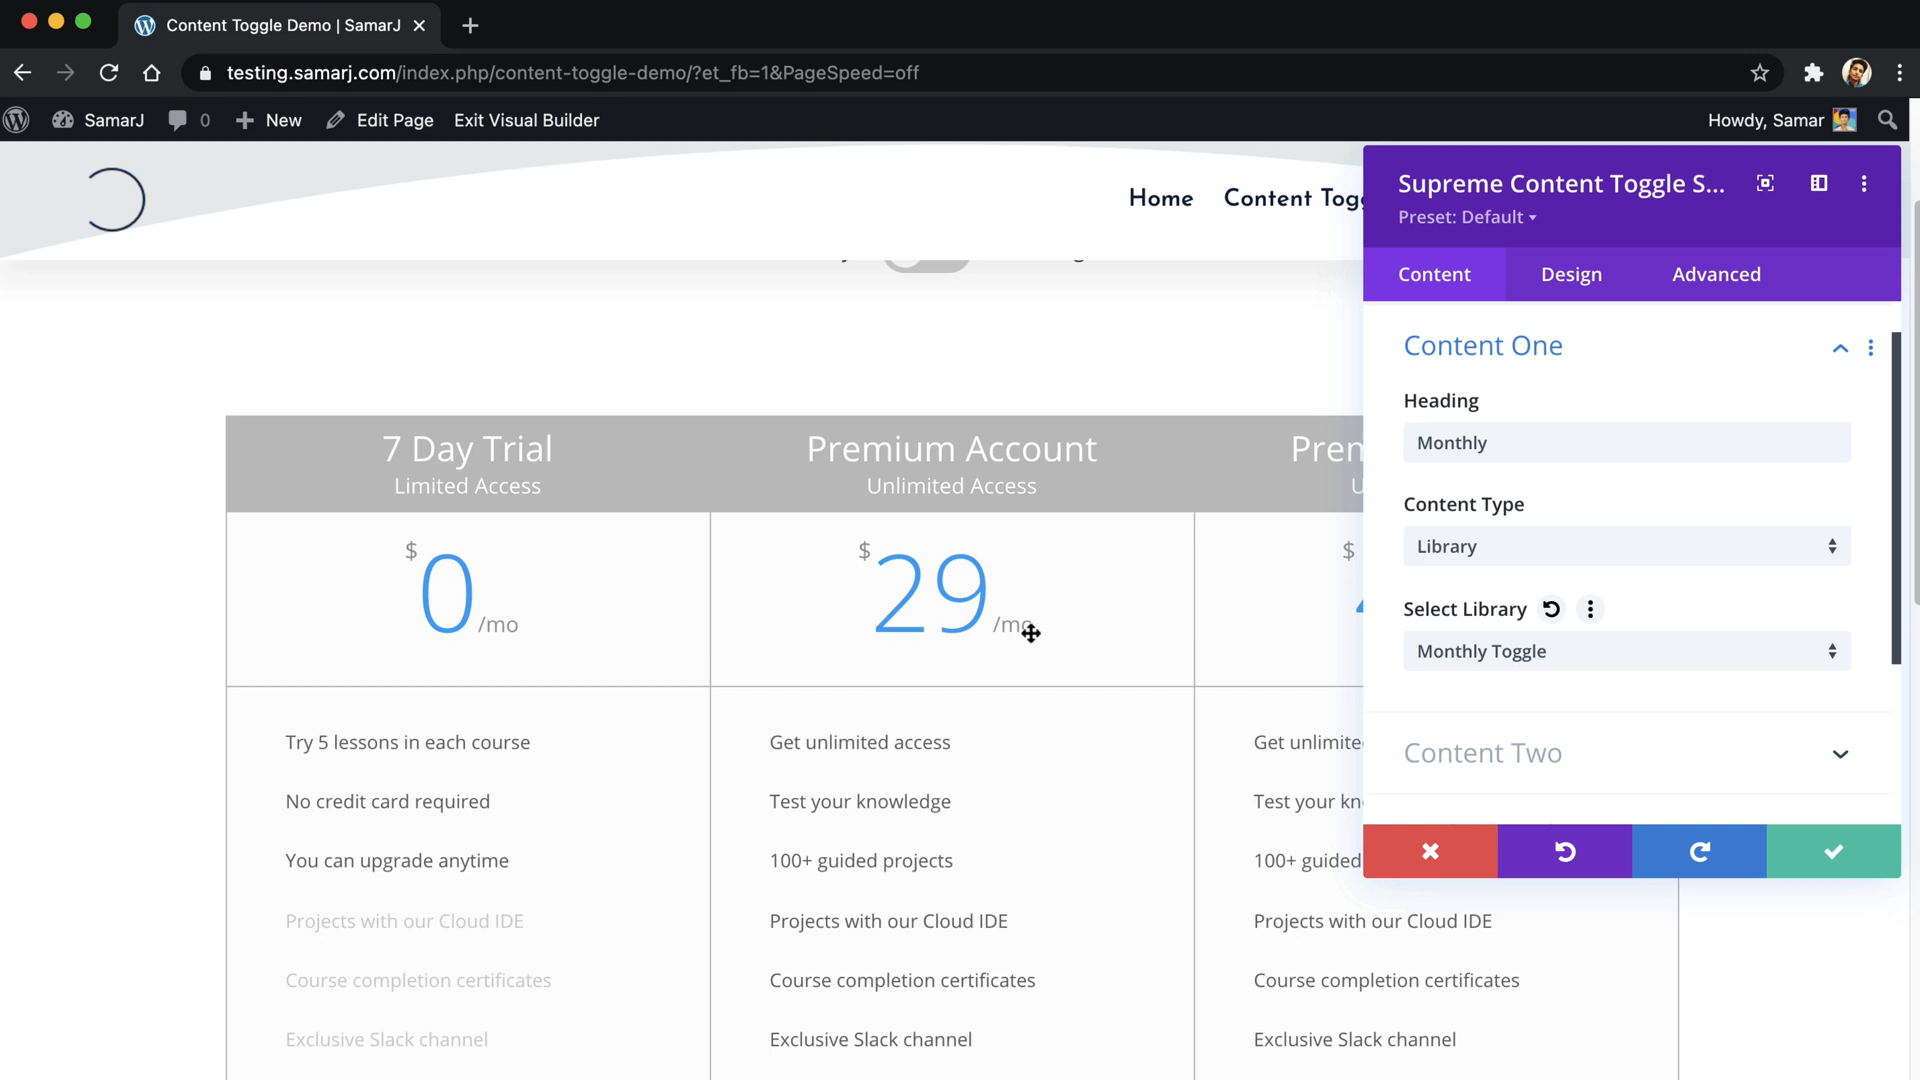 Content Toggle Demo | SamarJ
testing.samarj.com/index.php/content-toggle-demo/?et_fb=1&PageSpeed=off
SamarJ 0 New Edit Page Exit Visual Builder Howdy, Samar
Home Content Togg
Supreme Content Toggle S...
Preset: Default
Content Design Advanced
Content One
Heading
Monthly
Content Type
Library
Select Library
Monthly Toggle
Content Two
7 Day Trial
Limited Access
$ 0 /mo
Try 5 lessons in each course
No credit card required
You can upgrade anytime
Projects with our Cloud IDE
Course completion certificates
Exclusive Slack channel
Premium Account
Unlimited Access
$ 29 /mo
Get unlimited access
Test your knowledge
100+ guided projects
Projects with our Cloud IDE
Course completion certificates
Exclusive Slack channel
Prem
U
$
Get unlimite
Test your kn
100+ guided
Projects with our Cloud IDE
Course completion certificates
Exclusive Slack channel